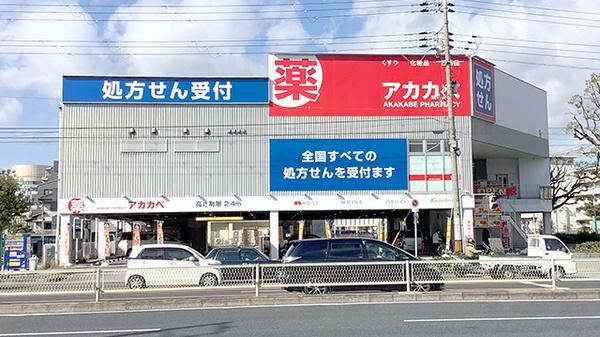 処方せん受付
薬
くすり 化粧品
アカカベ
AKAKABE PHARMACY
処方せん
全国すべての
処方せんを受付ます
アカカベ
高さ制限 2.4m
KOSE
SOFINA